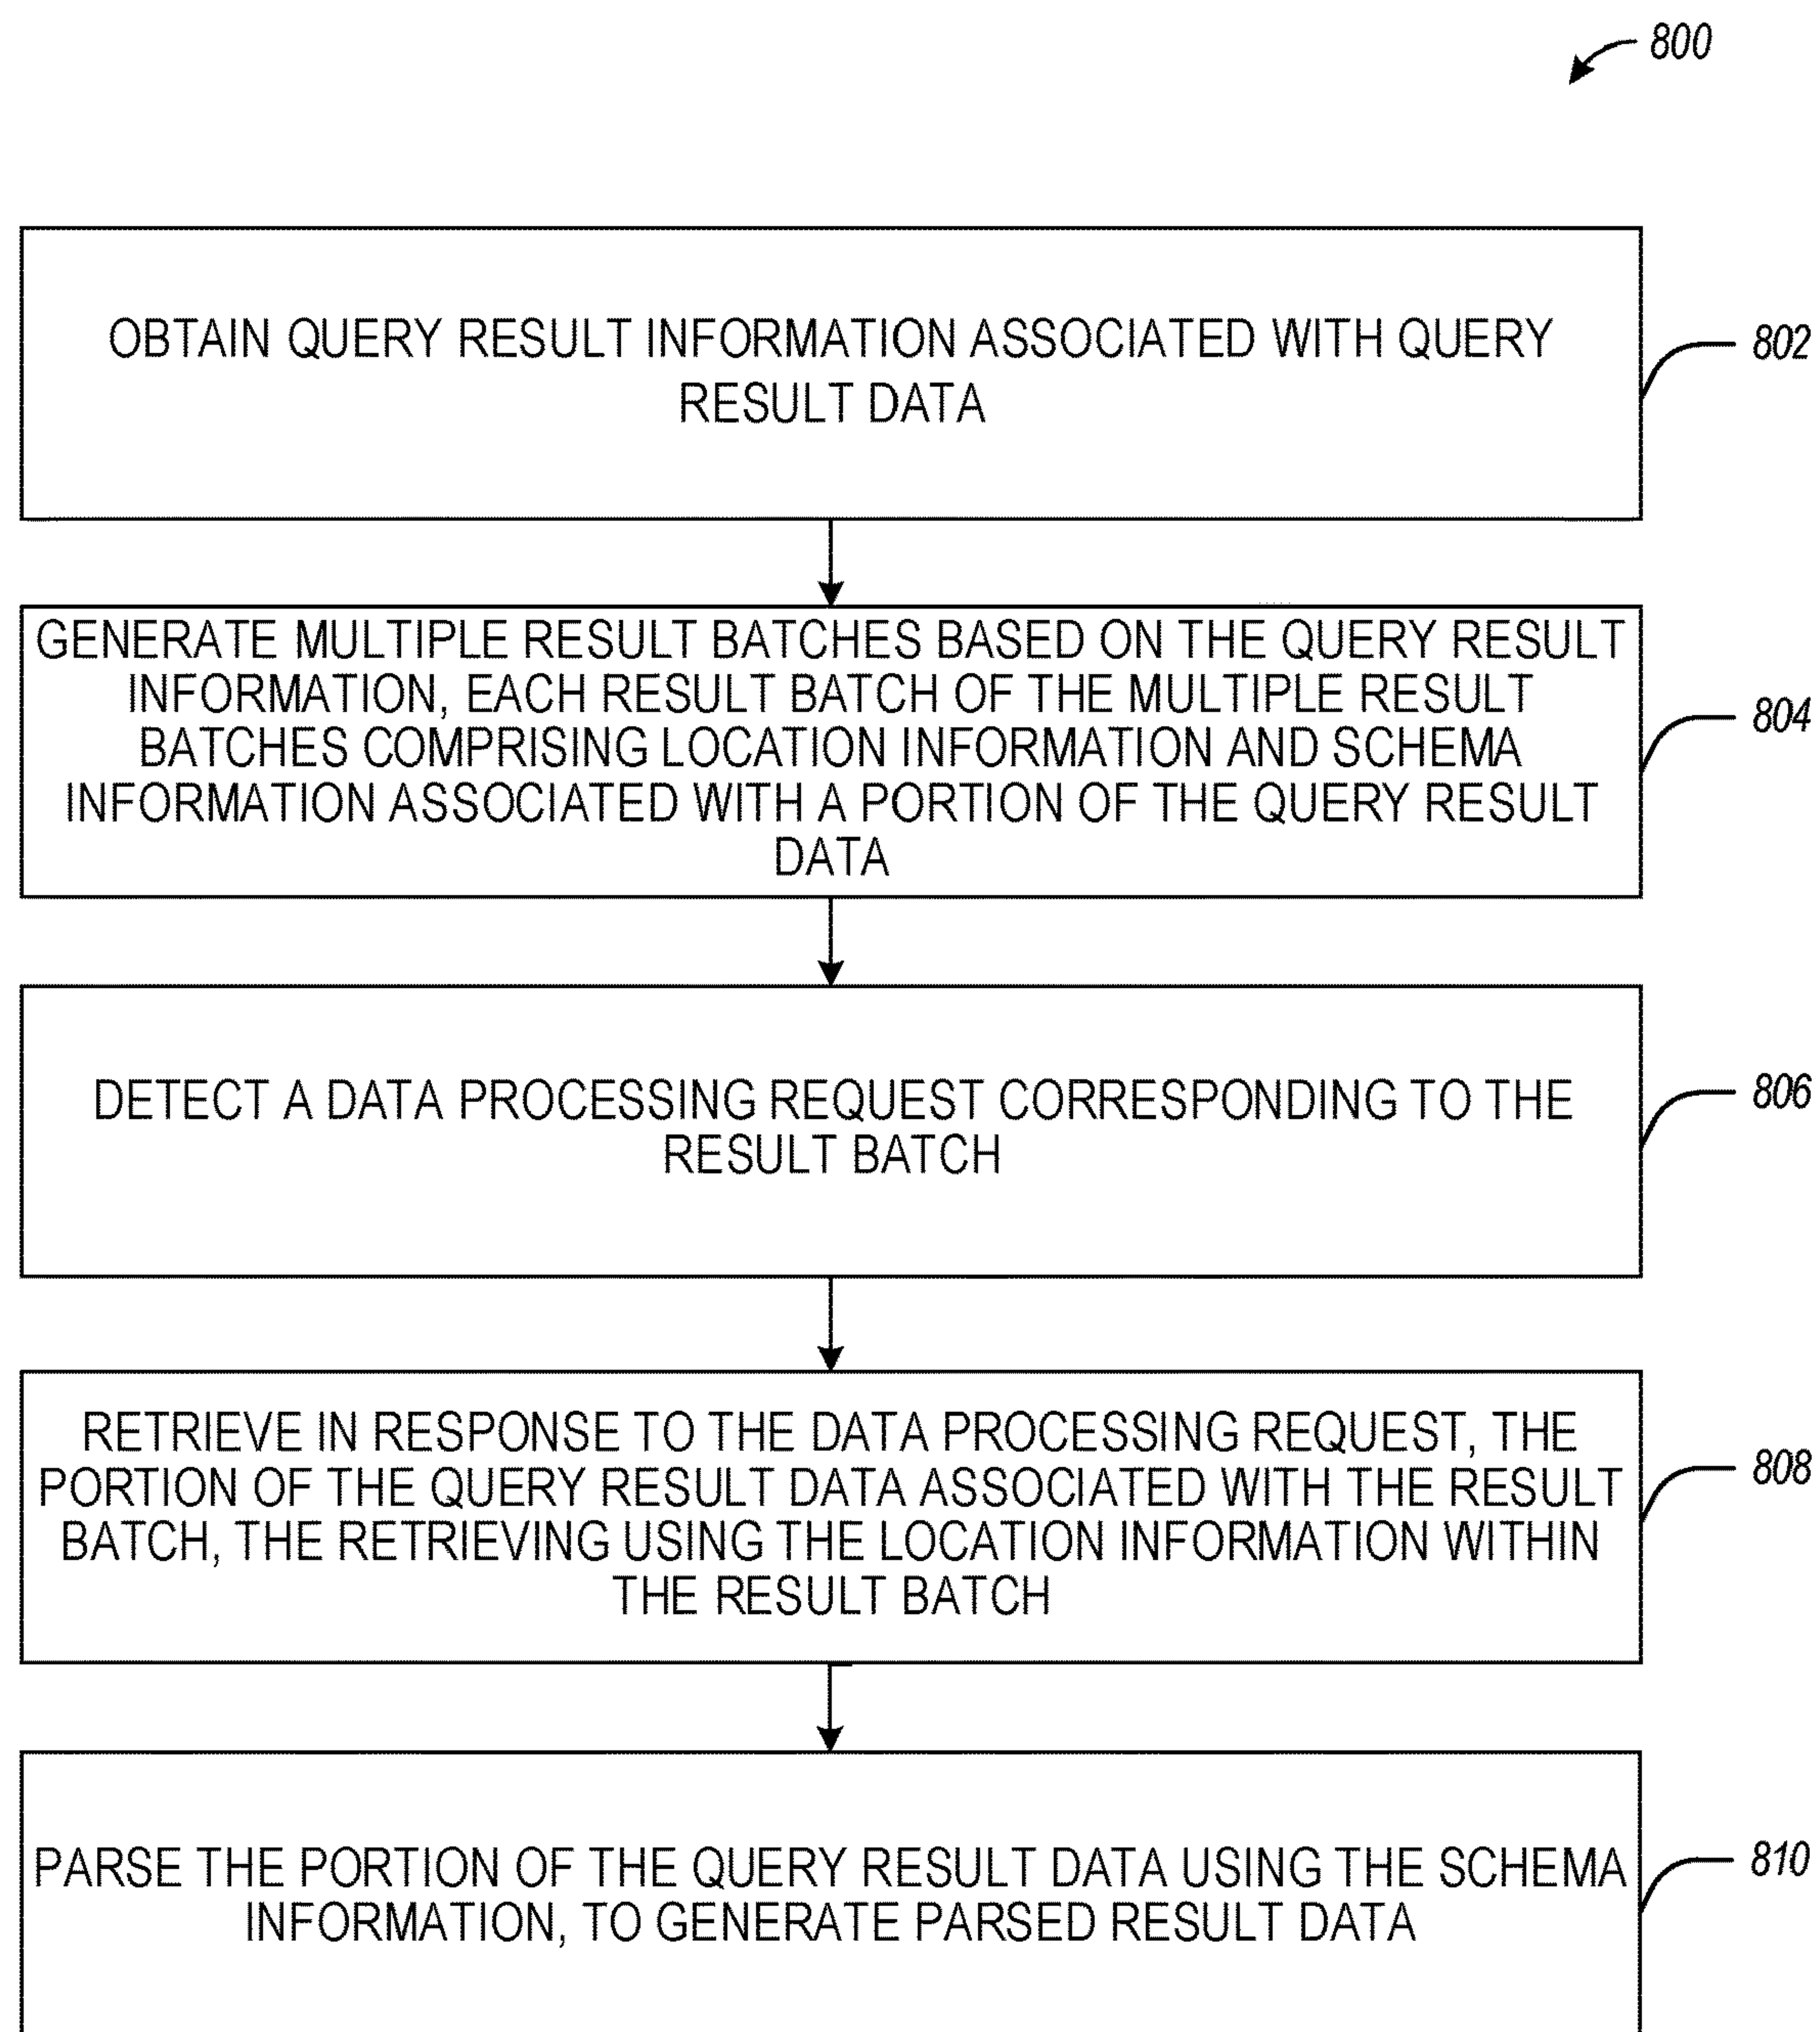 800
OBTAIN QUERY RESULT INFORMATION ASSOCIATED WITH QUERY
RESULT DATA
802
GENERATE MULTIPLE RESULT BATCHES BASED ON THE QUERY RESULT
INFORMATION, EACH RESULT BATCH OF THE MULTIPLE RESULT
BATCHES COMPRISING LOCATION INFORMATION AND SCHEMA
INFORMATION ASSOCIATED WITH A PORTION OF THE QUERY RESULT
DATA
804
DETECT A DATA PROCESSING REQUEST CORRESPONDING TO THE
RESULT BATCH
806
RETRIEVE IN RESPONSE TO THE DATA PROCESSING REQUEST, THE
PORTION OF THE QUERY RESULT DATA ASSOCIATED WITH THE RESULT
BATCH, THE RETRIEVING USING THE LOCATION INFORMATION WITHIN
THE RESULT BATCH
808
PARSE THE PORTION OF THE QUERY RESULT DATA USING THE SCHEMA
INFORMATION, TO GENERATE PARSED RESULT DATA
810